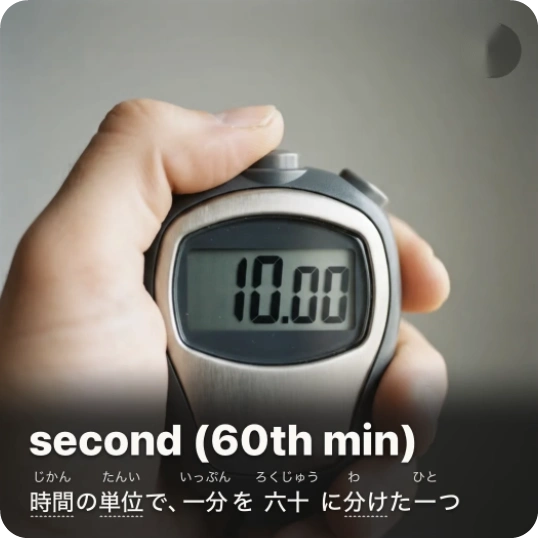 10.00
second (60th min)
じかん たんい いっぷん ろくじゅう わ ひと
時間の単位で、一分を 六十 に分けた一つ